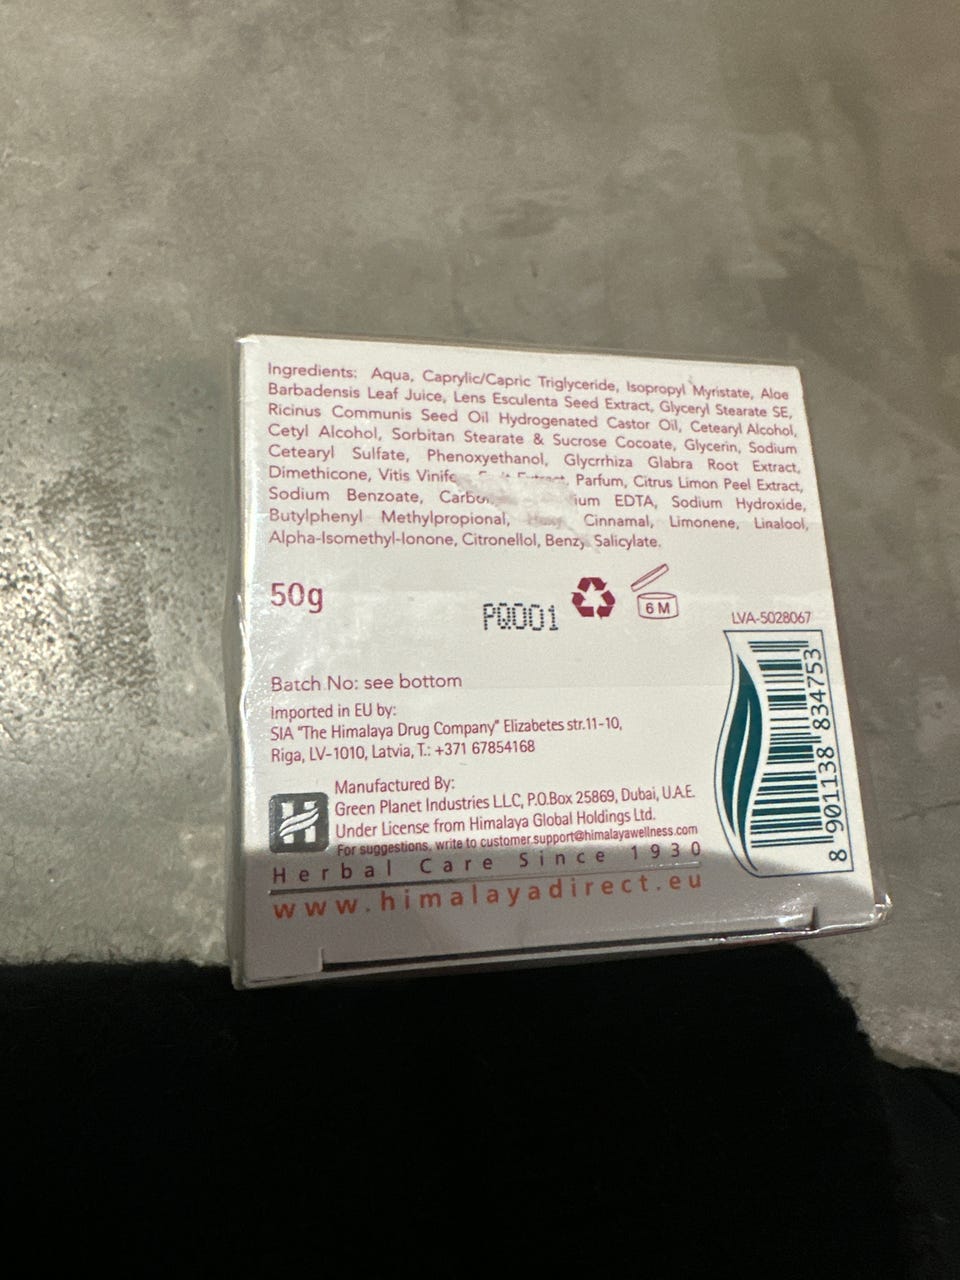 Ingredients: Aqua, Caprylic/Capric Triglyceride, Isopropyl Myristate, Aloe
Barbadensis Leaf Juice, Lens Esculenta Seed Extract, Glyceryl Stearate SE,
Ricinus Communis Seed Oil Hydrogenated Castor Oil, Cetearyl Alcohol,
Cetyl Alcohol, Sorbitan Stearate & Sucrose Cocoate, Glycerin, Sodium
Cetearyl Sulfate, Phenoxyethanol, Glycrrhiza Glabra Root Extract,
Dimethicone, Vitis Extract, Parfum, Citrus Limon Peel Extract,
Sodium Benzoate, EDTA, Sodium Hydroxide,
Butylphenyl Methylpropional, Cinnamal, Limonene, Linalool,
Alpha-Isomethyl-Ionone, Citronellol, Benzy Salicylate.
50g
PQ001
6 M
LVA-5028067
Batch No: see bottom
Imported in EU by:
SIA "The Himalaya Drug Company" Elizabetes str.11-10,
Riga, LV-1010, Latvia, T.: +371 67854168
Manufactured By:
Green Planet Industries LLC, P.O.Box 25869, Dubai, U.A.E.
Under License from Himalaya Global Holdings Ltd.
For suggestions, write to customer.support@himalayawellness.com
Herbal Care Since 1930
www.himalayadirect.eu
8 901138 834753